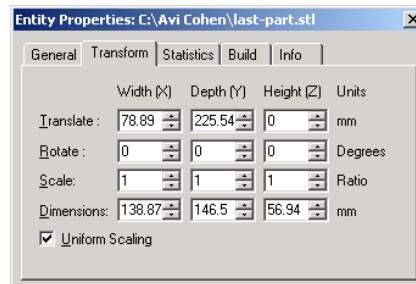 Entity Properties: C:\Avi Cohen\last-part.stl
General Transform Statistics Build Info
Width (X) Depth (Y) Height (Z) Units
Translate : 78.89 225.54 0 mm
Rotate : 0 0 0 Degrees
Scale: 1 1 1 Ratio
Dimensions: 138.87 146.5 56.94 mm
Uniform Scaling